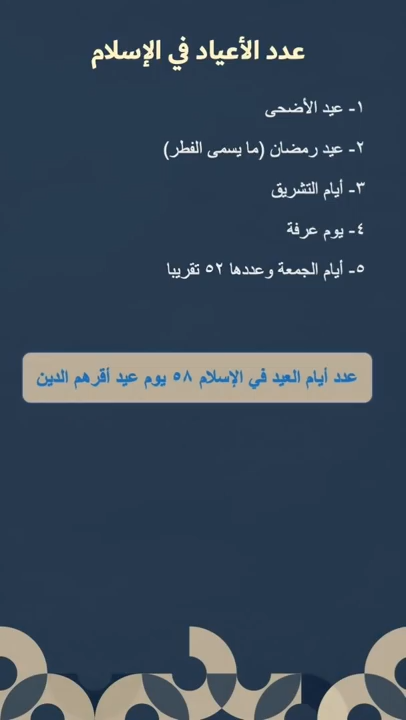 عدد الأعياد في الإسلام
١- عيد الأضحى
٢- عيد رمضان (ما يسمى الفطر)
٣- أيام التشريق
٤- يوم عرفة
٥- أيام الجمعة وعددها ٥٢ تقريبا
عدد أيام العيد في الإسلام ٥٨ يوم عيد أقرهم الدين